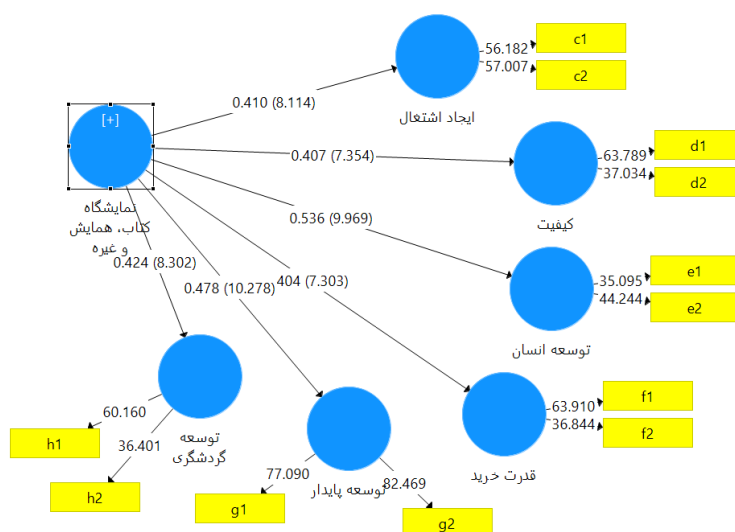 56.182
c1
57.007
c2
0.410 (8.114)
ایجاد اشتغال
[+]
0.407 (7.354)
63.789
d1
37.034
d2
کیفیت
نمایشگاه
کتاب، همایش
و غیره
0.536 (9.969)
35.095
e1
44.244
e2
توسعه انسان
0.424 (8.302)
0.478 (10.278)
404 (7.303)
63.910
f1
36.844
f2
قدرت خرید
توسعه
گردشگری
60.160
h1
36.401
h2
توسعه پایدار
77.090
g1
82.469
g2